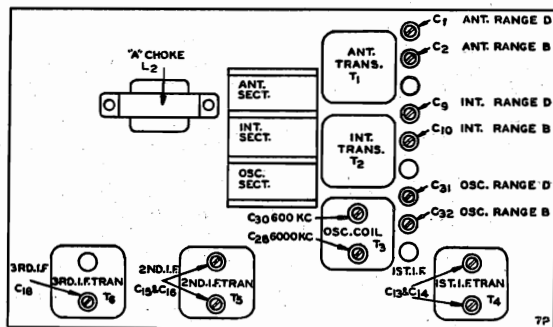 C1 ANT. RANGE D
C2 ANT. RANGE B
"A" CHOKE
L2
ANT.
TRANS.
T1
ANT.
SECT.
C9 INT. RANGE D
C10 INT. RANGE B
INT.
SECT.
INT.
TRANS.
T2
OSC.
SECT.
C31 OSC. RANGE D
C32 OSC. RANGE B
C30 600 KC
OSC. COIL
C28 6000KC
T3
3RD.I.F
3RD.I.F.TRAN
C18
T6
2ND.I.F.
2ND.I.F.TRAN
C15&C16
T5
1ST.I.F.
1ST.I.F.TRAN
C13&C14
T4
7P